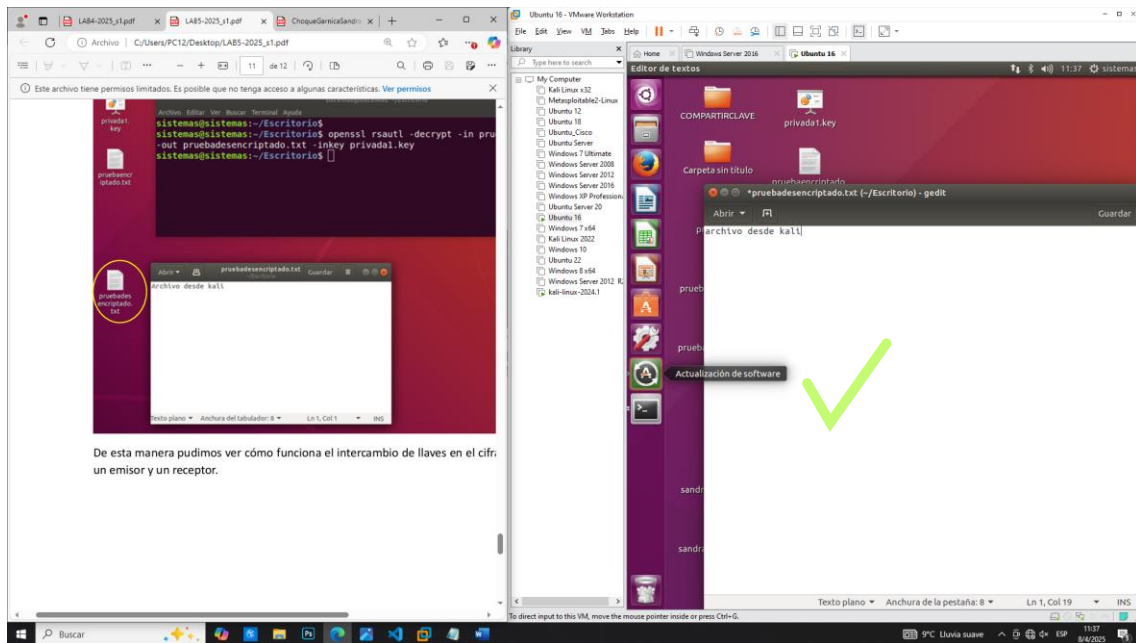 LAB4-2025_s1.pdf
LAB5-2025_s1.pdf
ChoqueGarnicaSandra
Archivo
C:/Users/PC12/Desktop/LAB5-2025_s1.pdf
11 de 12
Este archivo tiene permisos limitados. Es posible que no tenga acceso a algunas características. Ver permisos
privada1.
key
pruebaencr
iptado.txt
Archivo Editar Ver Buscar Terminal Ayuda
sistemas@sistemas:~/Escritorio$
sistemas@sistemas:~/Escritorio$ openssl rsautl -decrypt -in pru
-out pruebadesencriptado.txt -inkey privada1.key
sistemas@sistemas:~/Escritorio$
pruebades
encriptado.
txt
Abrir
pruebadesencriptado.txt
Guardar
Archivo desde kali
Texto plano
Anchura del tabulador: 8
Ln 1, Col 1
INS
De esta manera pudimos ver cómo funciona el intercambio de llaves en el cifra
un emisor y un receptor.
Ubuntu 16 - VMware Workstation
File Edit View VM Tabs Help
Library
Type here to search
My Computer
Kali Linux x32
Metasploitable2-Linux
Ubuntu 12
Ubuntu 18
Ubuntu_Cisco
Ubuntu Server
Windows 7 Ultimate
Windows Server 2008
Windows Server 2012
Windows Server 2016
Windows XP Profession
Ubuntu Server 20
Ubuntu 16
Windows 7 x64
Kali Linux 2022
Windows 10
Ubuntu 22
Windows 8 x64
Windows Server 2012 R
kali-linux-2024.1
Home
Windows Server 2016
Ubuntu 16
Editor de textos
11:37
sistemas
COMPARTIRCLAVE
privada1.key
Carpeta sin título
pruebaencriptado
*pruebadesencriptado.txt (~/Escritorio) - gedit
Abrir
Guardar
archivo desde kali
prueb
prueba
Actualización de software
sandr
sandra
Texto plano
Anchura de la pestaña: 8
Ln 1, Col 19
INS
To direct input to this VM, move the mouse pointer inside or press Ctrl+G.
Buscar
9°C Lluvia suave
ESP
11:37
8/4/2025